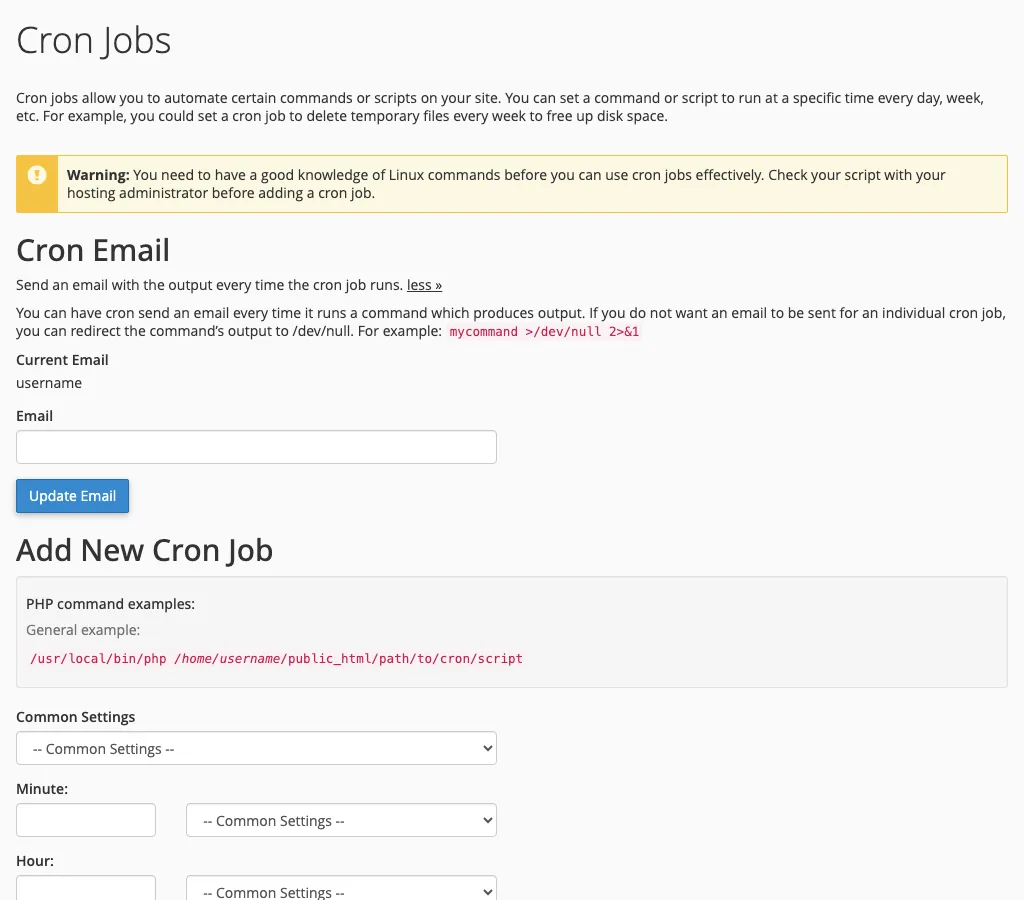 Cron Jobs
Cron jobs allow you to automate certain commands or scripts on your site. You can set a command or script to run at a specific time every day, week,
etc. For example, you could set a cron job to delete temporary files every week to free up disk space.
Warning: You need to have a good knowledge of Linux commands before you can use cron jobs effectively. Check your script with your
hosting administrator before adding a cron job.
Cron Email
Send an email with the output every time the cron job runs. less »
You can have cron send an email every time it runs a command which produces output. If you do not want an email to be sent for an individual cron job,
you can redirect the command’s output to /dev/null. For example: mycommand >/dev/null 2>&1
Current Email
username
Email
Update Email
Add New Cron Job
PHP command examples:
General example:
/usr/local/bin/php /home/username/public_html/path/to/cron/script
Common Settings
-- Common Settings --
Minute:
-- Common Settings --
Hour:
-- Common Settings --